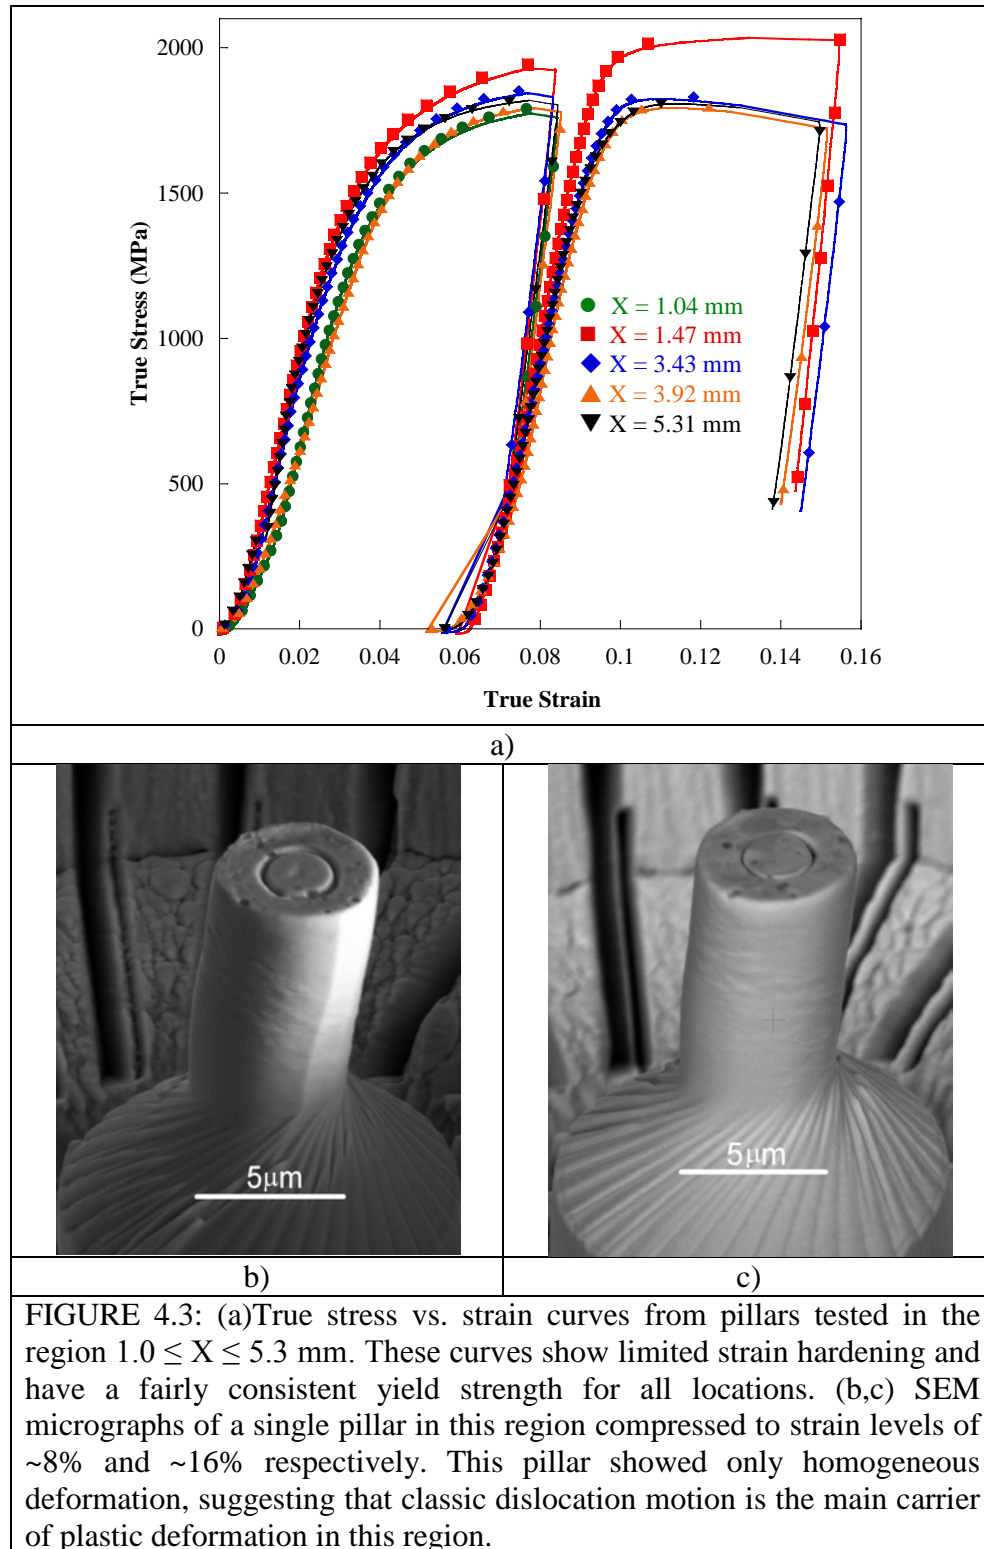 2000
1500
1000
500
0
True Stress (MPa)
X = 1.04 mm
X = 1.47 mm
X = 3.43 mm
X = 3.92 mm
X = 5.31 mm
0 0.02 0.04 0.06 0.08 0.1 0.12 0.14 0.16
True Strain
a)
5µm
5µm
b) c)
FIGURE 4.3: (a)True stress vs. strain curves from pillars tested in the
region 1.0 ≤ X ≤ 5.3 mm. These curves show limited strain hardening and
have a fairly consistent yield strength for all locations. (b,c) SEM
micrographs of a single pillar in this region compressed to strain levels of
~8% and ~16% respectively. This pillar showed only homogeneous
deformation, suggesting that classic dislocation motion is the main carrier
of plastic deformation in this region.